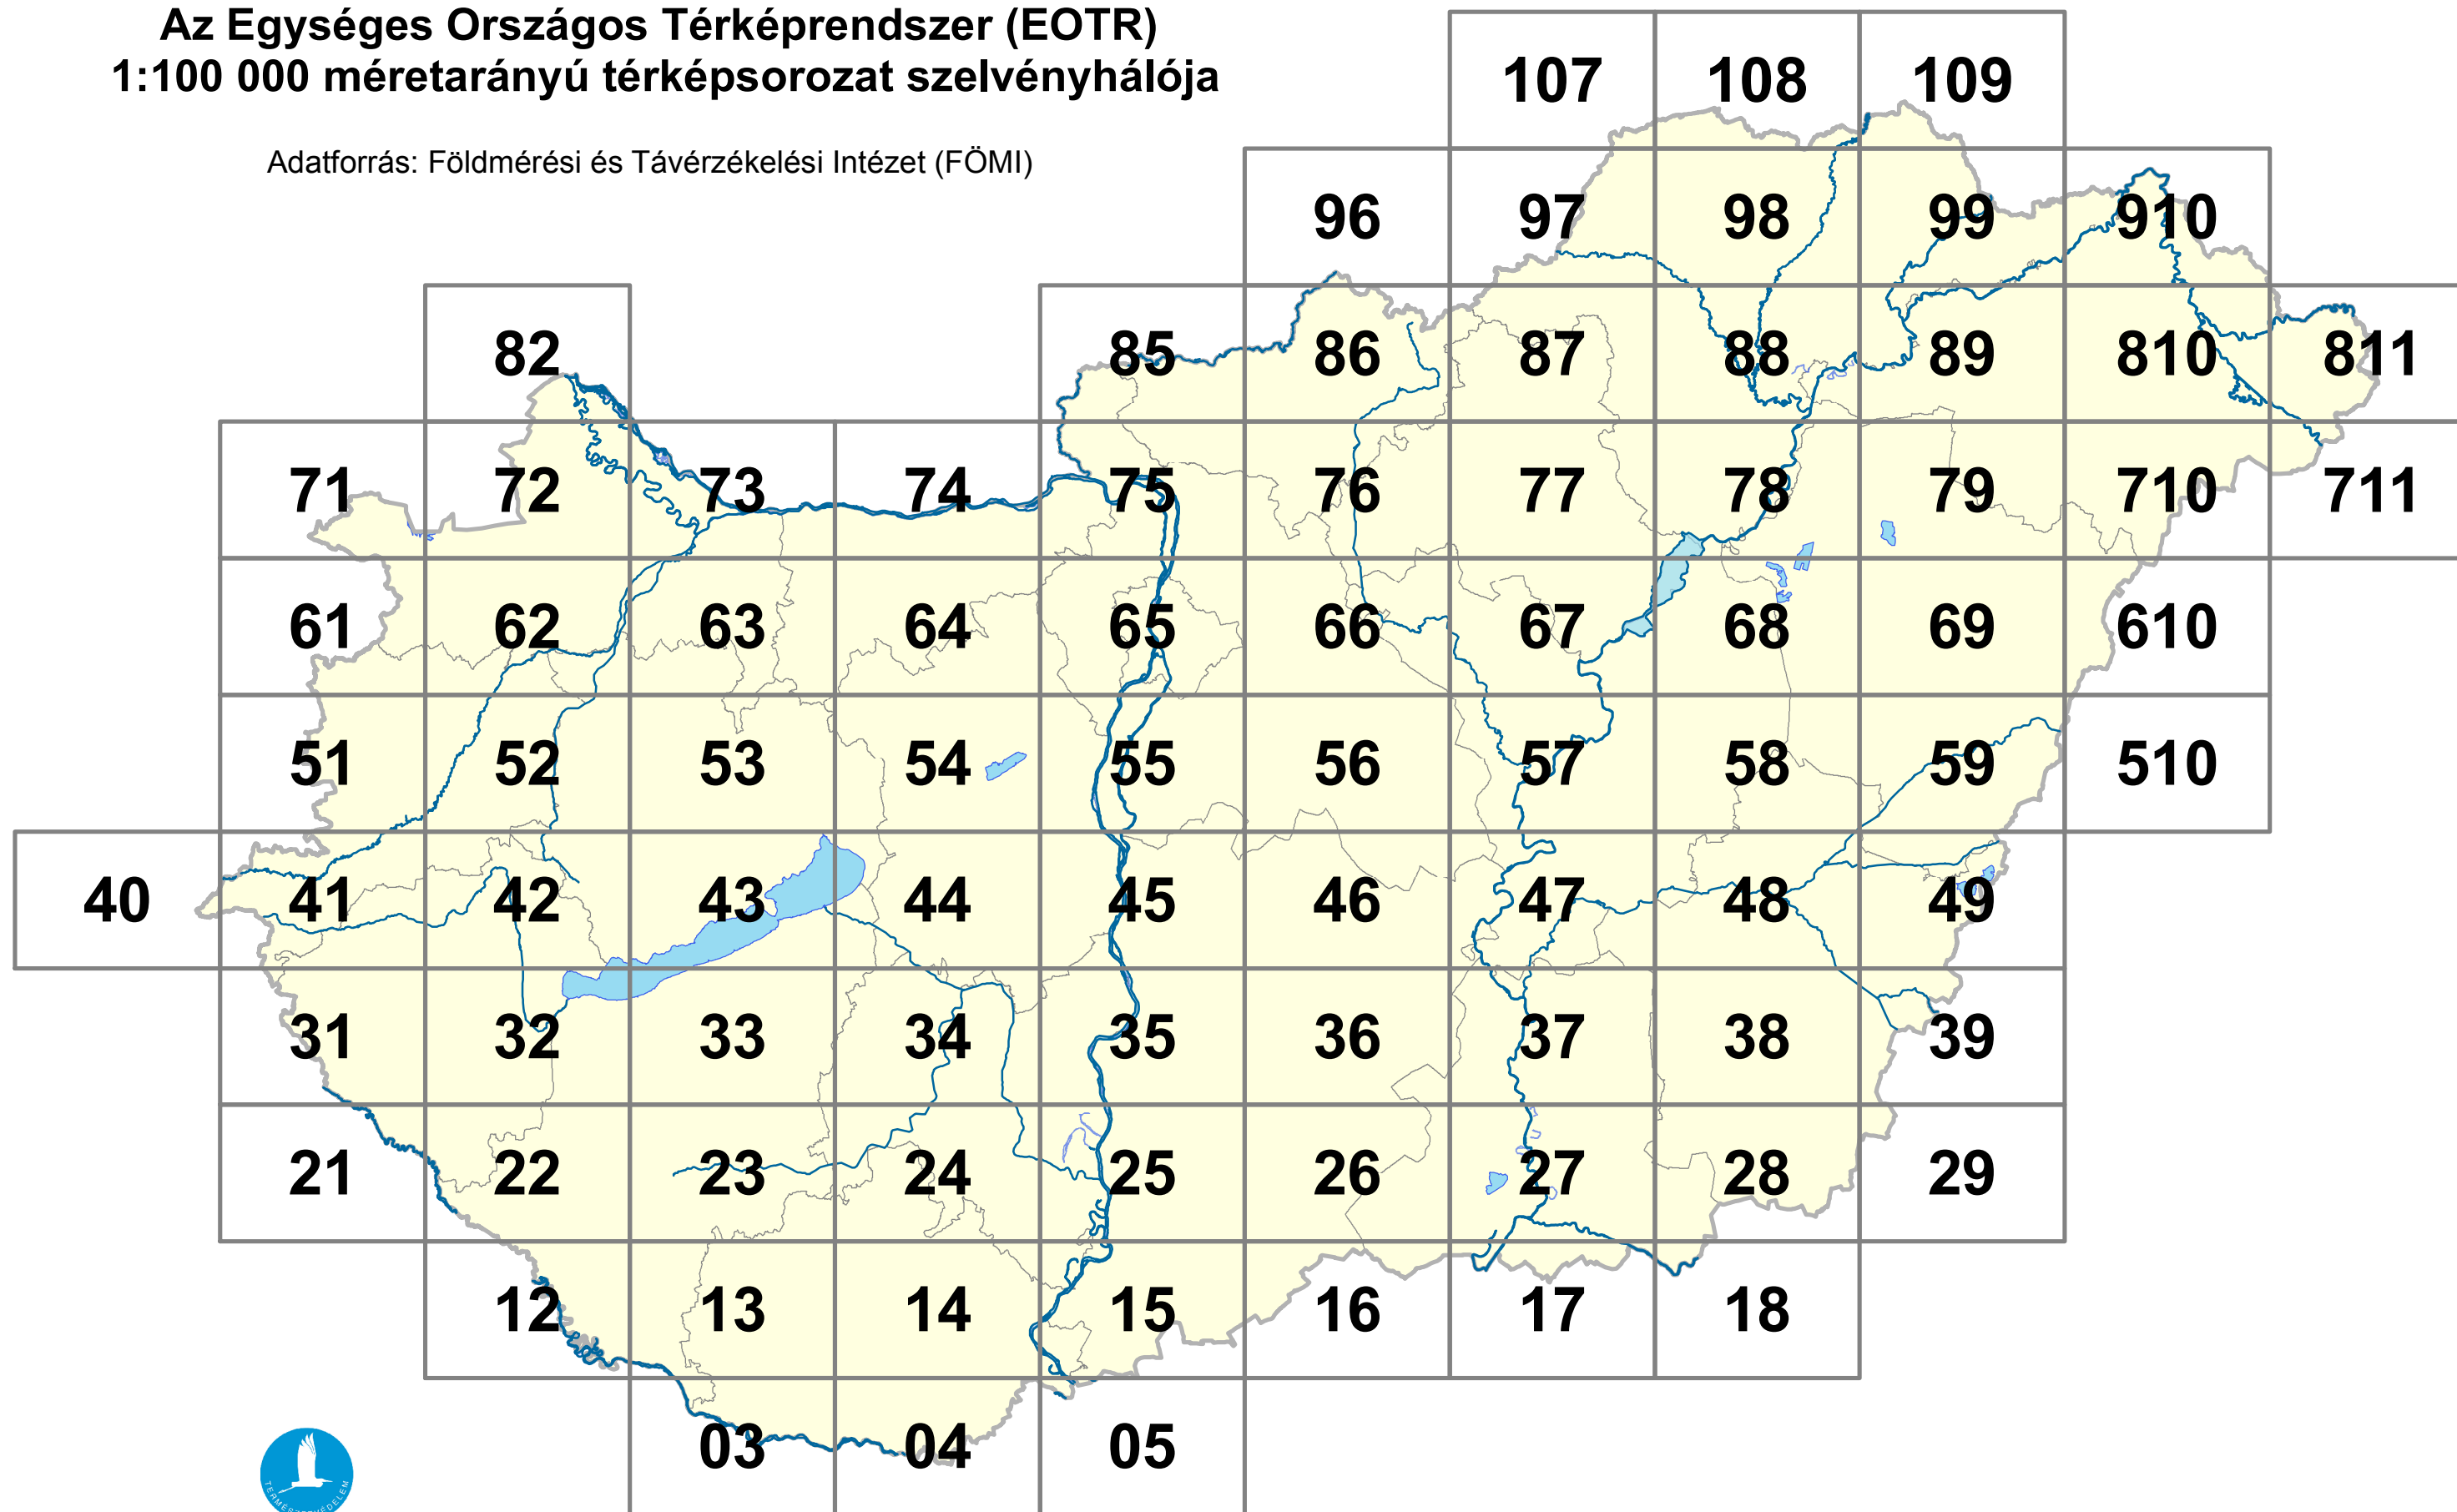 Az Egységes Országos Térképrendszer (EOTR)
1:100 000 méretarányú térképsorozat szelvényhálója
Adatforrás: Földmérési és Távérzékelési Intézet (FÖMI)
107 108 109
96 97 98 99 910
82 85 86 87 88 89 810 811
71 72 73 74 75 76 77 78 79 710 711
61 62 63 64 65 66 67 68 69 610
51 52 53 54 55 56 57 58 59 510
40 41 42 43 44 45 46 47 48 49
31 32 33 34 35 36 37 38 39
21 22 23 24 25 26 27 28 29
12 13 14 15 16 17 18
03 04 05
TERMÉSZETVÉDELEM